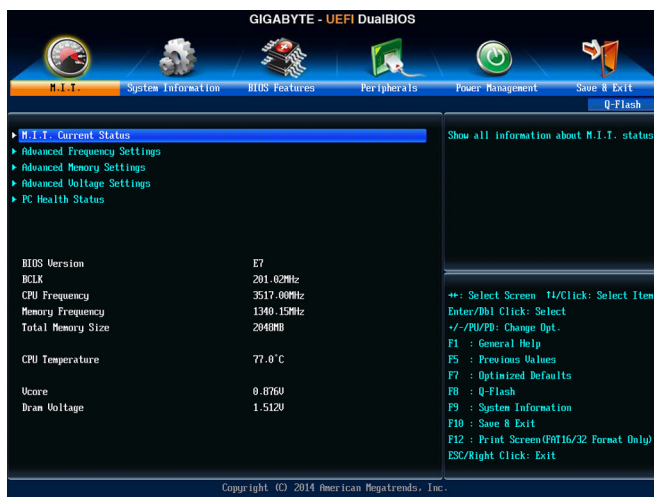 GIGABYTE - UEFI DualBIOS
M.I.T. System Information BIOS Features Peripherals Power Management Save & Exit
Q-Flash
M.I.T. Current Status
Advanced Frequency Settings
Advanced Memory Settings
Advanced Voltage Settings
PC Health Status
BIOS Version E7
BCLK 201.02MHz
CPU Frequency 3517.00MHz
Memory Frequency 1340.15MHz
Total Memory Size 2048MB
CPU Temperature 77.0°C
Vcore 0.876V
Dram Voltage 1.512V
Show all information about M.I.T. status
→←: Select Screen ↑↓/Click: Select Item
Enter/Dbl Click: Select
+/-/PU/PD: Change Opt.
F1 : General Help
F5 : Previous Values
F7 : Optimized Defaults
F8 : Q-Flash
F9 : System Information
F10 : Save & Exit
F12 : Print Screen(FAT16/32 Format Only)
ESC/Right Click: Exit
Copyright (C) 2014 American Megatrends, Inc.